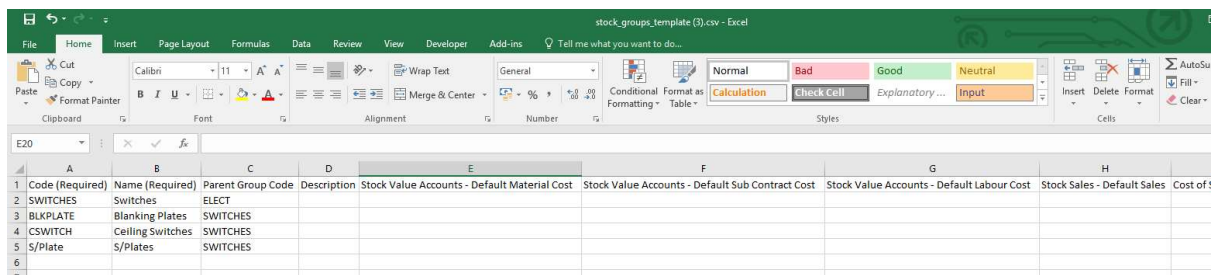 stock_groups_template (3).csv - Excel
File Home Insert Page Layout Formulas Data Review View Developer Add-ins Tell me what you want to do...
Cut
Copy
Format Painter
Paste
Calibri 11 A A
B I U A
Wrap Text
Merge & Center
General
% , .0 .00 .00 .0
Conditional Formatting
Format as Table
Normal Bad Good Neutral
Calculation Check Cell Explanatory ... Input
Insert Delete Format
AutoSu
Fill
Clear
Clipboard Font Alignment Number Styles Cells
E20 fx
A B C D E F G H
1 Code (Required) Name (Required) Parent Group Code Description Stock Value Accounts - Default Material Cost Stock Value Accounts - Default Sub Contract Cost Stock Value Accounts - Default Labour Cost Stock Sales - Default Sales Cost of S
2 SWITCHES Switches ELECT
3 BLKPLATE Blanking Plates SWITCHES
4 CSWITCH Ceiling Switches SWITCHES
5 S/Plate S/Plates SWITCHES
6